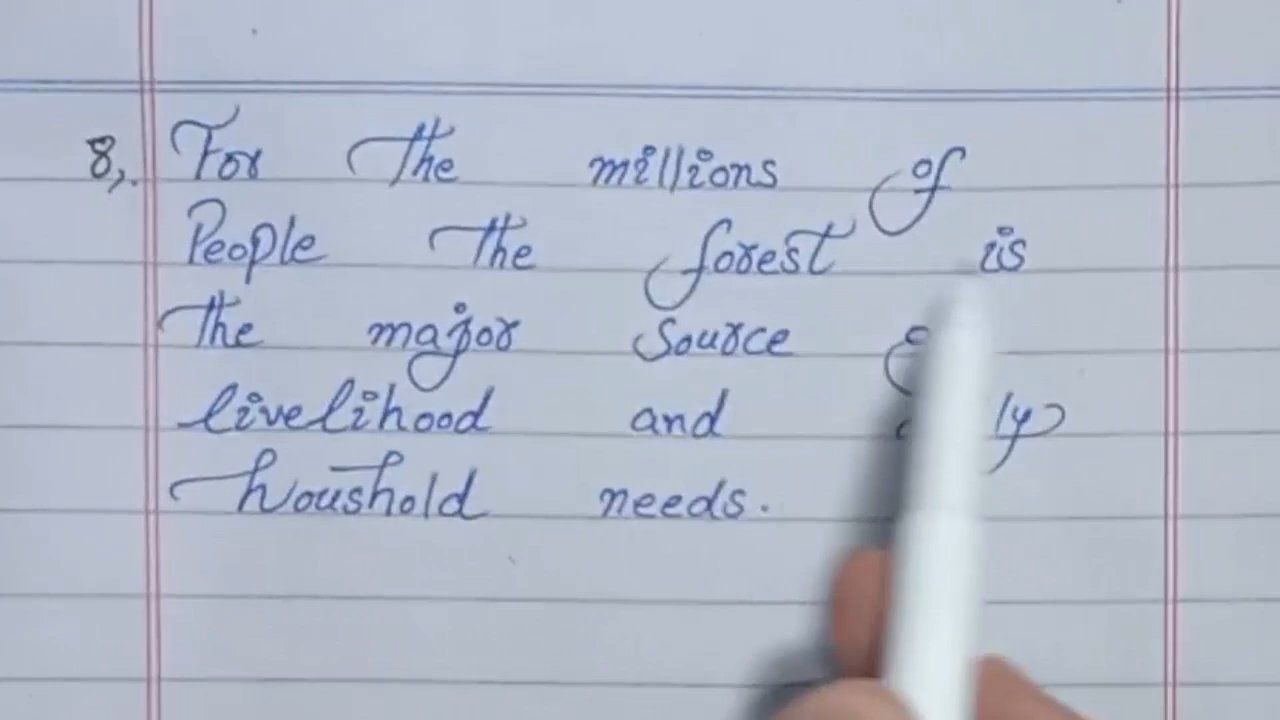 8, For the millions of
People the forest is
the major Source
livelihood and
houshold needs.